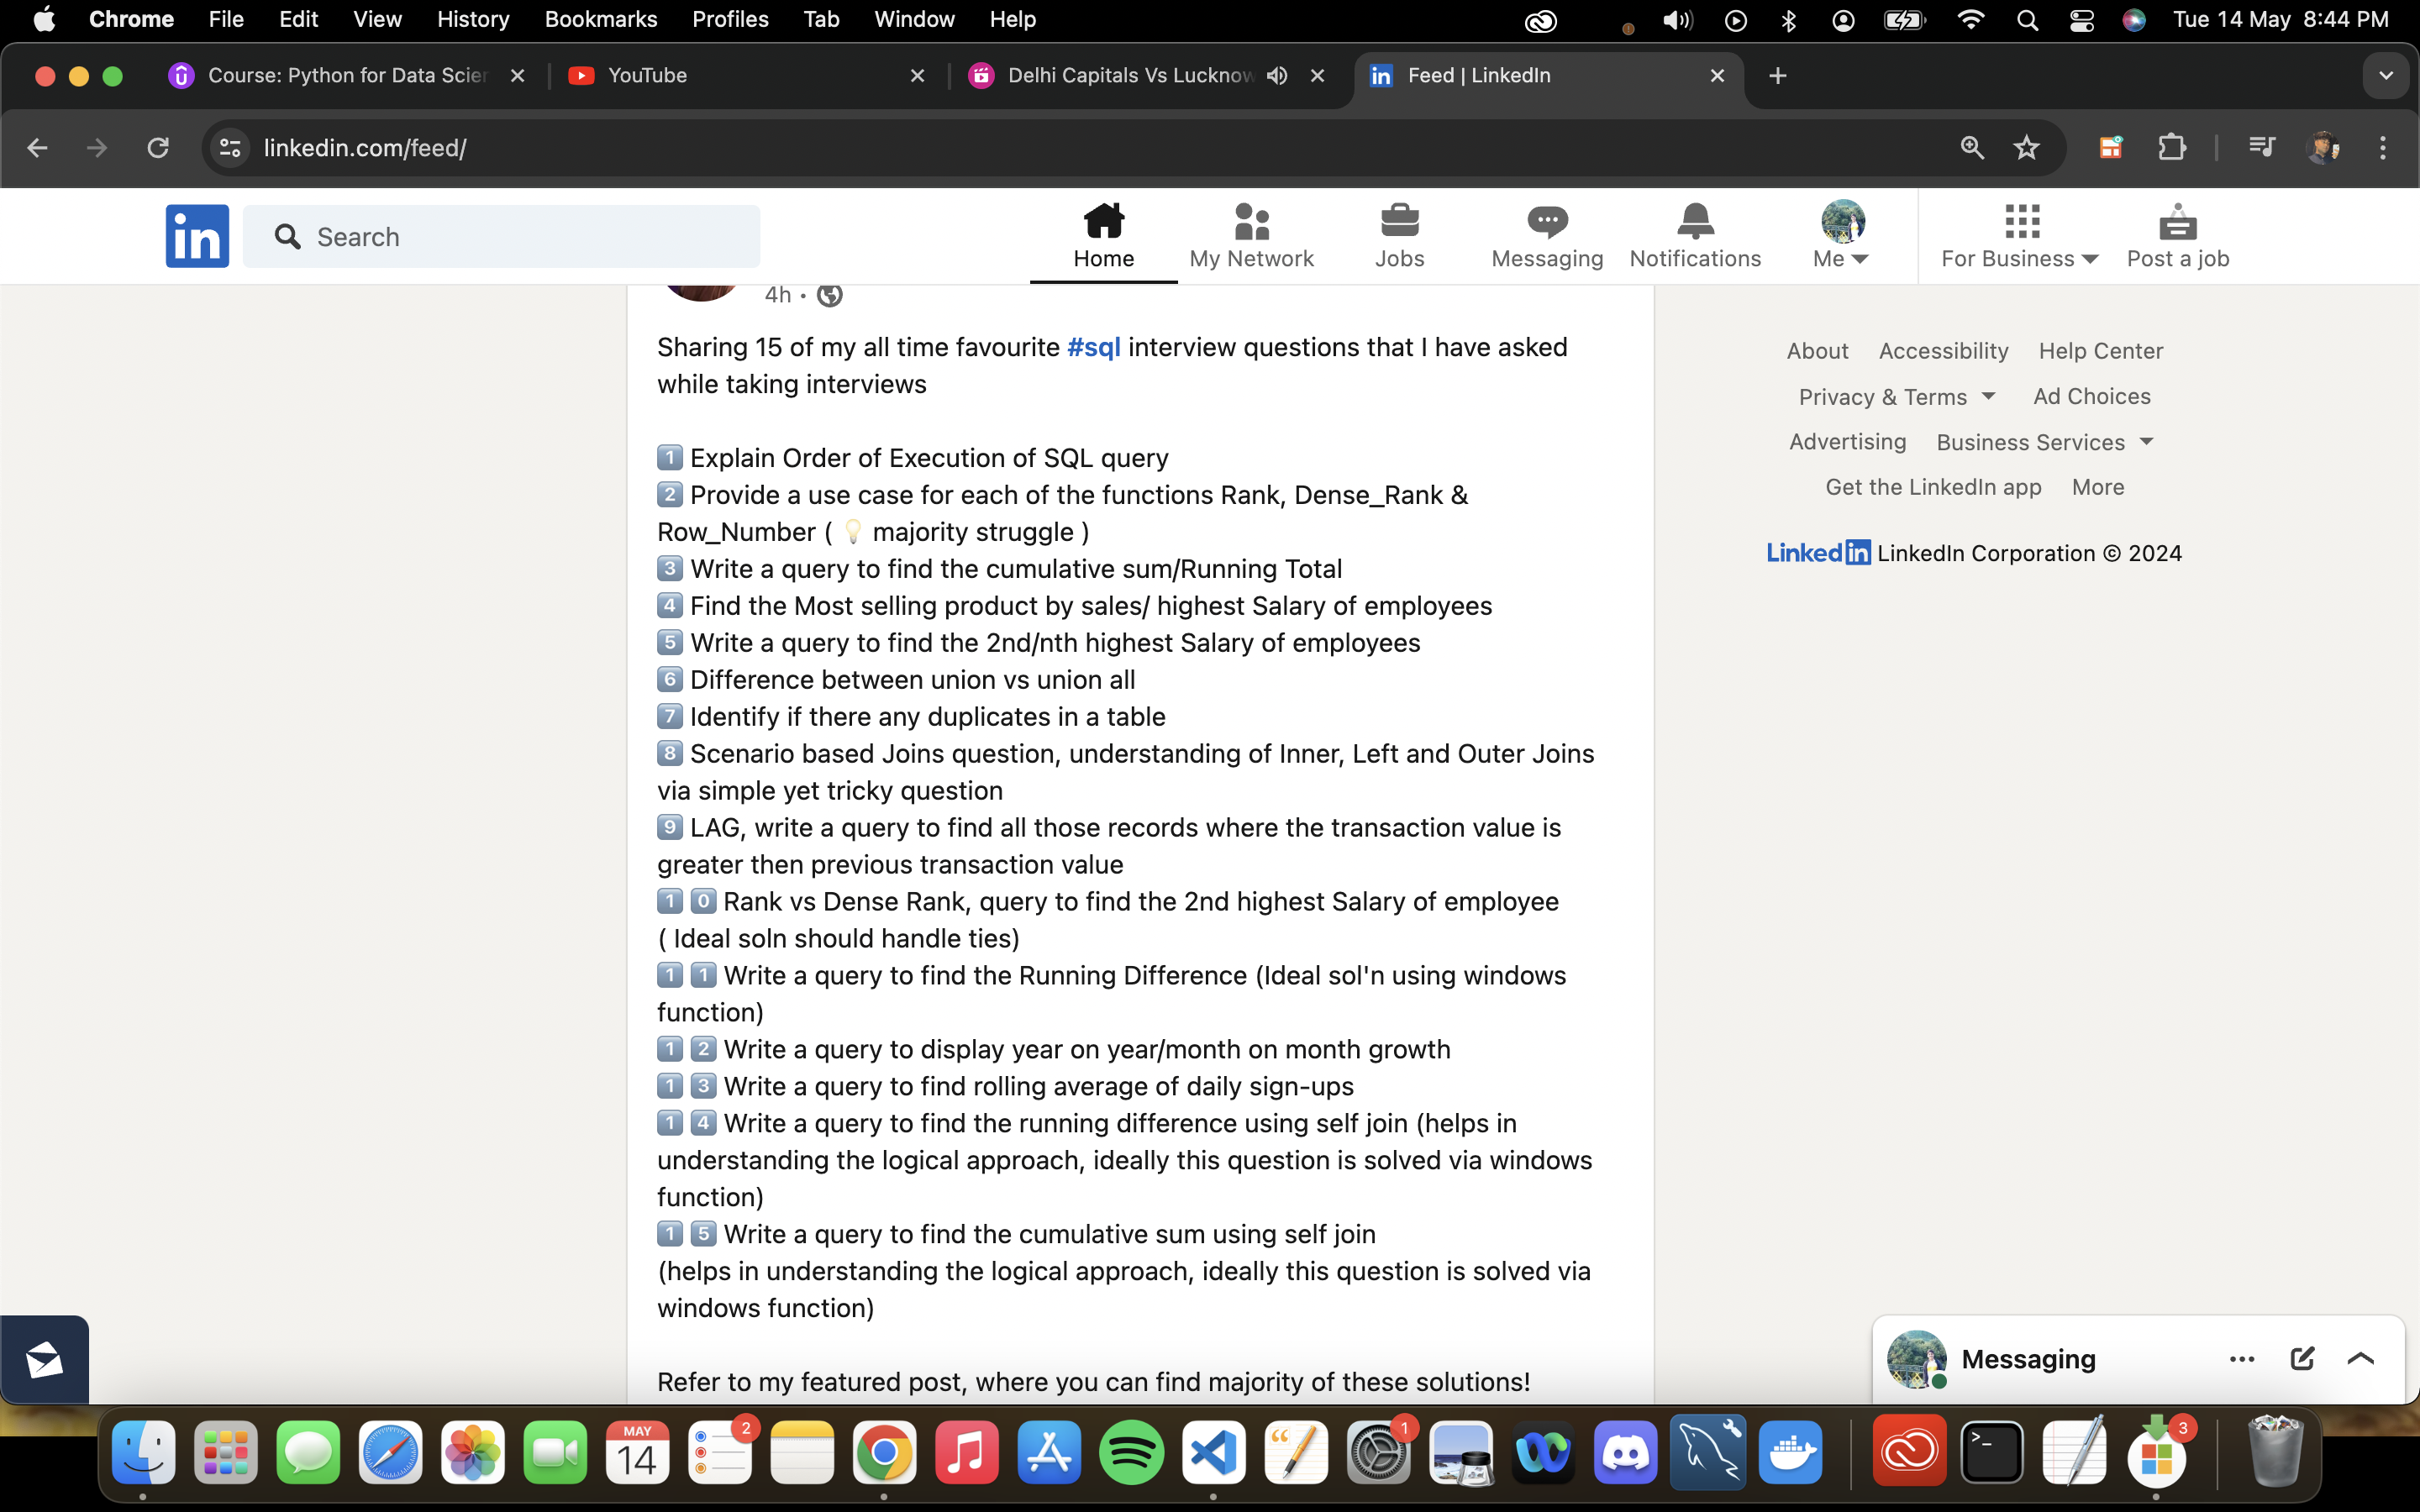 Chrome File Edit View History Bookmarks Profiles Tab Window Help Tue 14 May 8:44 PM
Course: Python for Data Scier YouTube Delhi Capitals Vs Lucknow Feed | LinkedIn
linkedin.com/feed/
in Search Home My Network Jobs Messaging Notifications Me For Business Post a job
4h •
Sharing 15 of my all time favourite #sql interview questions that I have asked
while taking interviews
1 Explain Order of Execution of SQL query
2 Provide a use case for each of the functions Rank, Dense_Rank &
Row_Number ( 💡 majority struggle )
3 Write a query to find the cumulative sum/Running Total
4 Find the Most selling product by sales/ highest Salary of employees
5 Write a query to find the 2nd/nth highest Salary of employees
6 Difference between union vs union all
7 Identify if there any duplicates in a table
8 Scenario based Joins question, understanding of Inner, Left and Outer Joins
via simple yet tricky question
9 LAG, write a query to find all those records where the transaction value is
greater then previous transaction value
1 0 Rank vs Dense Rank, query to find the 2nd highest Salary of employee
( Ideal soln should handle ties)
1 1 Write a query to find the Running Difference (Ideal sol'n using windows
function)
1 2 Write a query to display year on year/month on month growth
1 3 Write a query to find rolling average of daily sign-ups
1 4 Write a query to find the running difference using self join (helps in
understanding the logical approach, ideally this question is solved via windows
function)
1 5 Write a query to find the cumulative sum using self join
(helps in understanding the logical approach, ideally this question is solved via
windows function)
Refer to my featured post, where you can find majority of these solutions!
About Accessibility Help Center
Privacy & Terms Ad Choices
Advertising Business Services
Get the LinkedIn app More
LinkedIn LinkedIn Corporation © 2024
Messaging
MAY
14
2
1
3